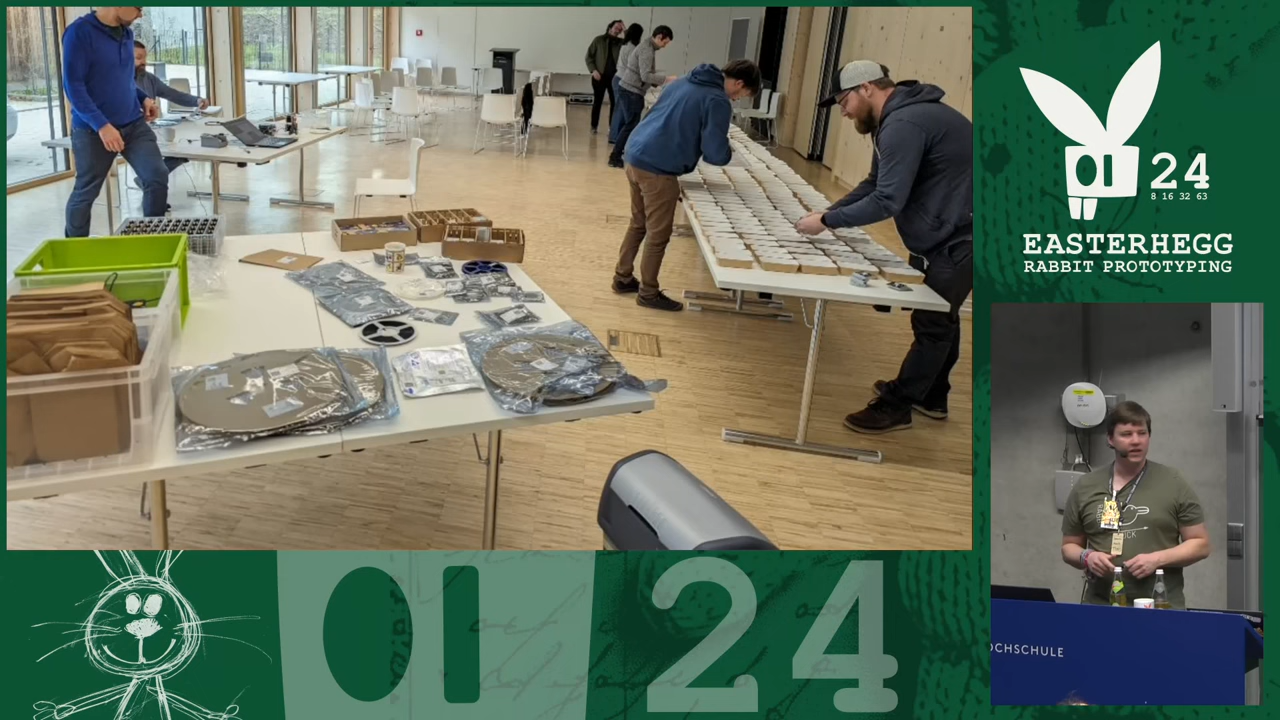 01 24
8 16 32 63
EASTERHEGG
RABBIT PROTOTYPING
OCHSCHULE
01 24